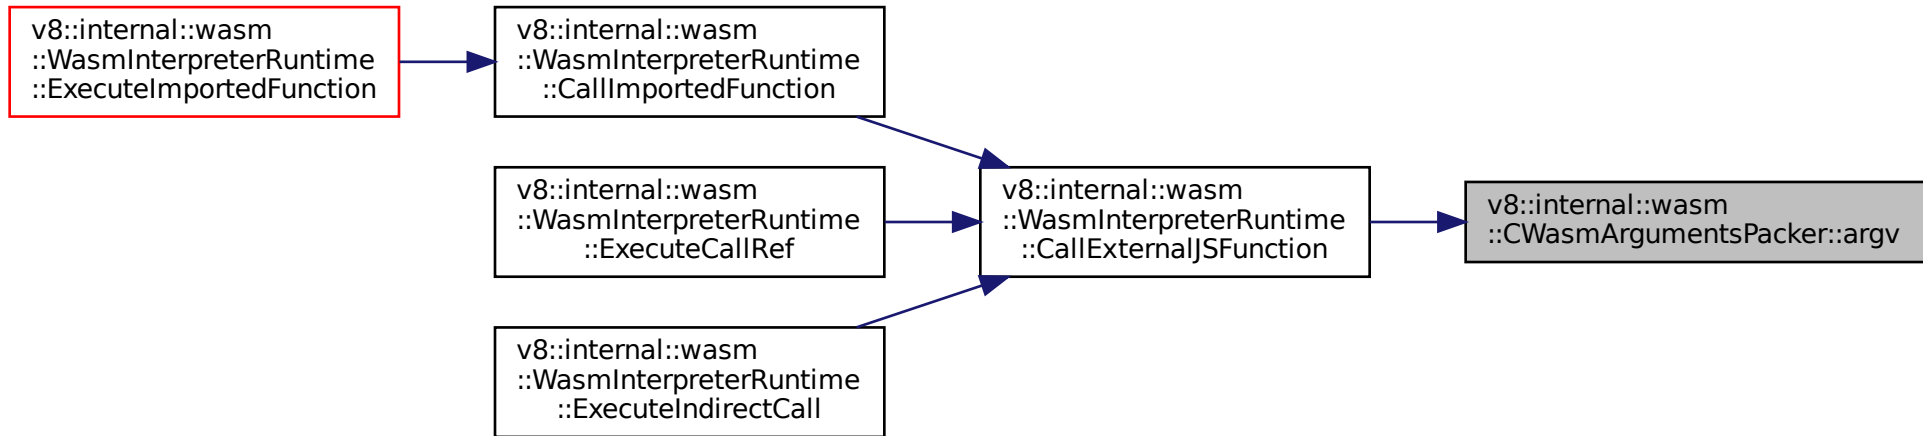 v8::internal::wasm
::WasmInterpreterRuntime
::ExecuteImportedFunction
v8::internal::wasm
::WasmInterpreterRuntime
::CallImportedFunction
v8::internal::wasm
::WasmInterpreterRuntime
::ExecuteCallRef
v8::internal::wasm
::WasmInterpreterRuntime
::ExecuteIndirectCall
v8::internal::wasm
::WasmInterpreterRuntime
::CallExternalJSFunction
v8::internal::wasm
::CWasmArgumentsPacker::argv